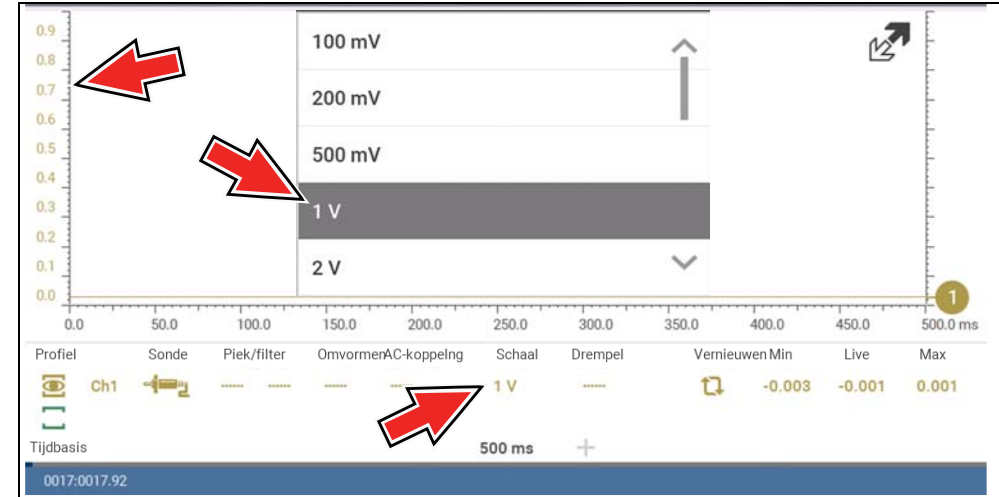 0.9
0.8
0.7
0.6
0.5
0.4
0.3
0.2
0.1
0.0
100 mV
200 mV
500 mV
1 V
2 V
1
0.0 50.0 100.0 150.0 200.0 250.0 300.0 350.0 400.0 450.0 500.0 ms
Profiel Sonde Piek/filter Omvormen AC-koppelng Schaal Drempel Vernieuwen Min Live Max
Ch1 ------ ------ ------ ------ 1 V ------ -0.003 -0.001 0.001
Tijdbasis 500 ms +
0017:0017.92